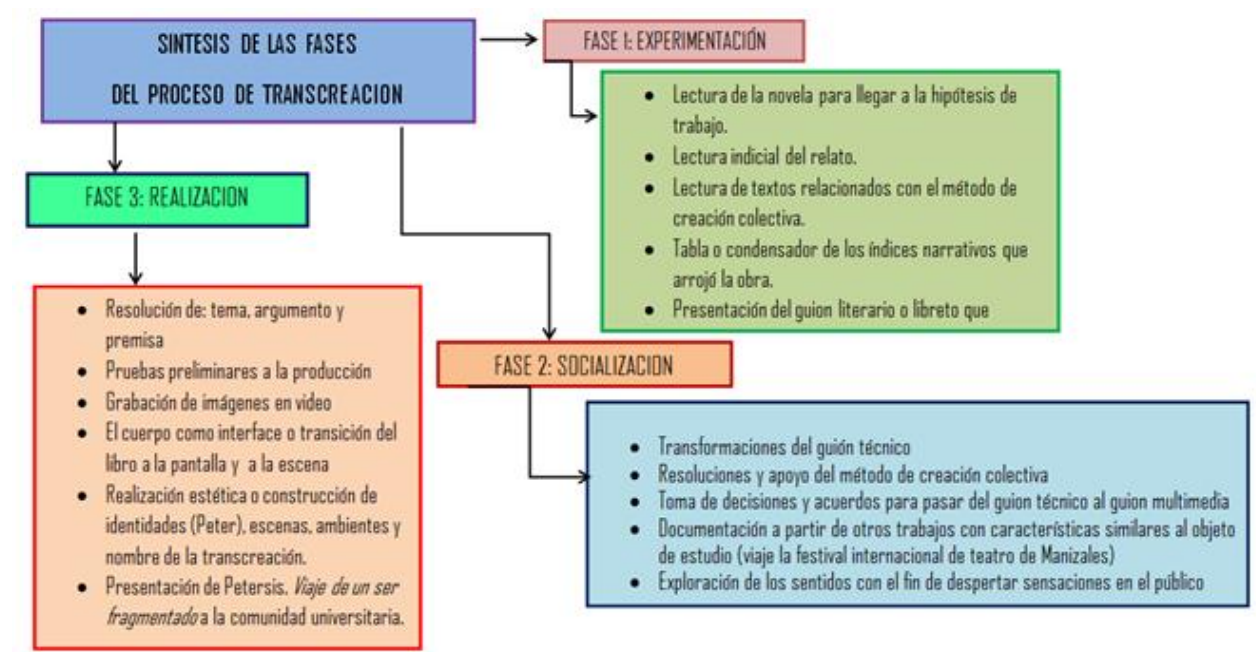 SINTESIS DE LAS FASES
DEL PROCESO DE TRANSCREACION
FASE 1: EXPERIMENTACIÓN
• Lectura de la novela para llegar a la hipótesis de
trabajo.
• Lectura indicial del relato.
• Lectura de textos relacionados con el método de
creación colectiva.
• Tabla o condensador de los índices narrativos que
arrojó la obra.
• Presentación del guion literario o libreto que
FASE 2: SOCIALIZACION
• Transformaciones del guión técnico
• Resoluciones y apoyo del método de creación colectiva
• Toma de decisiones y acuerdos para pasar del guion técnico al guion multimedia
• Documentación a partir de otros trabajos con características similares al objeto
de estudio (viaje la festival internacional de teatro de Manizales)
• Exploración de los sentidos con el fin de despertar sensaciones en el público
FASE 3: REALIZACION
• Resolución de: tema, argumento y
premisa
• Pruebas preliminares a la producción
• Grabación de imágenes en video
• El cuerpo como interface o transición del
libro a la pantalla y a la escena
• Realización estética o construcción de
identidades (Peter), escenas, ambientes y
nombre de la transcreación.
• Presentación de Petersis. Viaje de un ser
fragmentado a la comunidad universitaria.